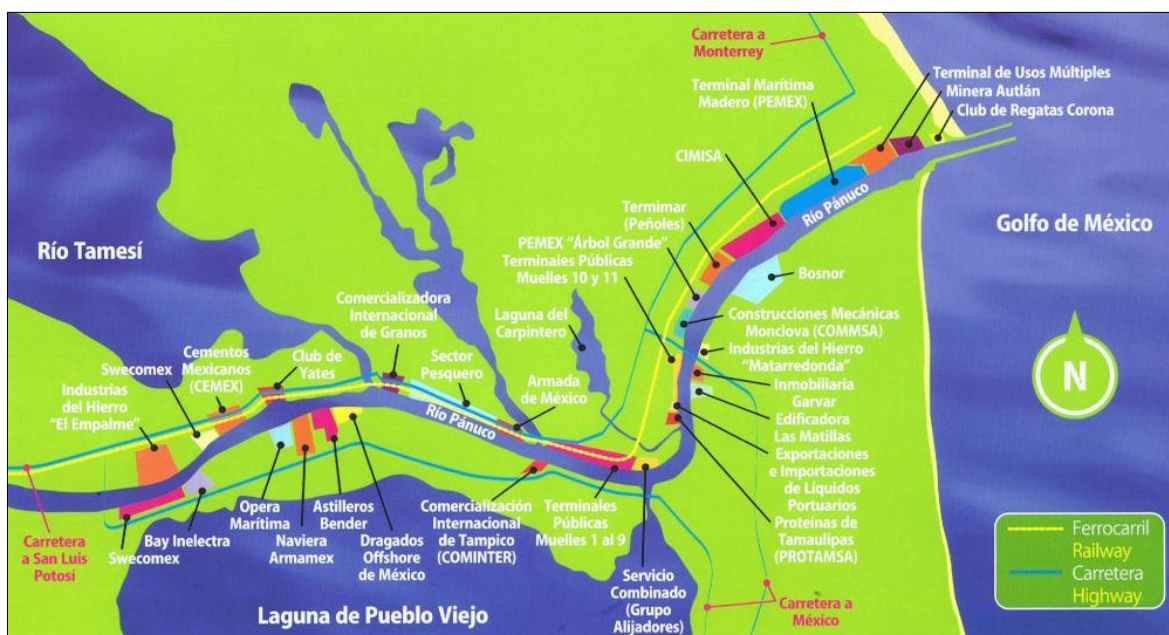 Carretera a
Monterrey
Terminal de Usos Múltiples
Minera Autlán
Club de Regatas Corona
Terminal Marítima
Madero (PEMEX)
CIMISA
Río Pánuco
Golfo de México
Termimar
(Peñoles)
PEMEX “Árbol Grande”
Terminales Públicas
Muelles 10 y 11
Bosnor
Río Tamesí
Comercializadora
Internacional
de Granos
Laguna del
Carpintero
Construcciones Mecánicas
Monclova (COMMSA)
Industrias del Hierro
“Matarredonda”
Inmobiliaria
Garvar
Edificadora
Las Matillas
Exportaciones
e Importaciones
de Líquidos
Portuarios
Proteínas de
Tamaulipas
(PROTAMSA)
Swecomex
Cementos
Mexicanos
(CEMEX)
Club de
Yates
Sector
Pesquero
Armada
de México
Industrias
del Hierro
“El Empalme”
Río Pánuco
N
Carretera
a San Luis
Potosí
Swecomex
Bay Inelectra
Opera
Marítima
Naviera
Armamex
Astilleros
Bender
Dragados
Offshore
de México
Comercialización
Internacional
de Tampico
(COMINTER)
Terminales
Públicas
Muelles 1 al 9
Servicio
Combinado
(Grupo
Alijadores)
Carretera a
México
Laguna de Pueblo Viejo
Ferrocarril
Railway
Carretera
Highway